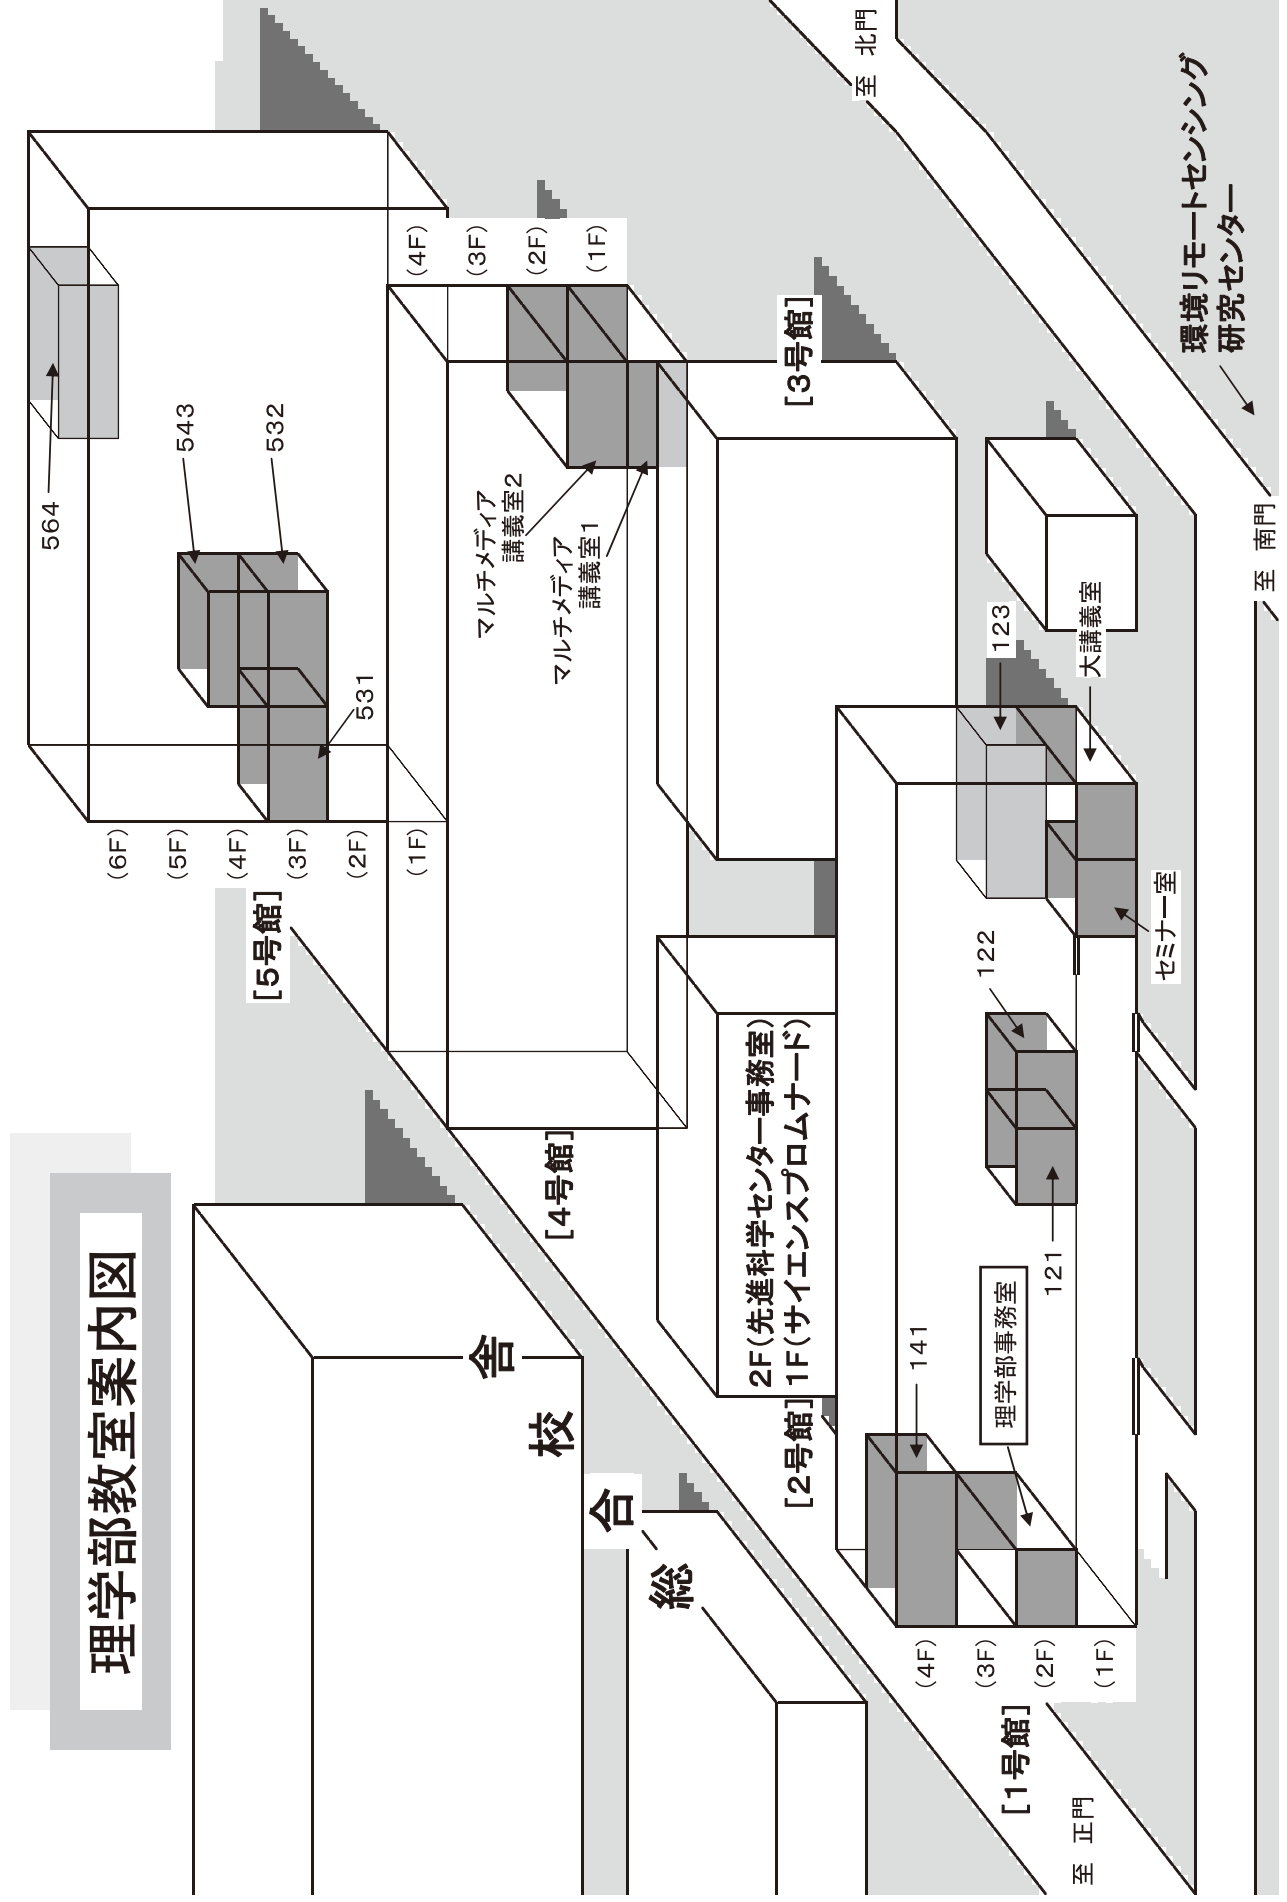 理学部教室案内図
総合校舎
[5号館]
(6F)
(5F)
(4F)
(3F)
(2F)
(1F)
564
543
532
531
[4号館]
(4F)
(3F)
(2F)
(1F)
マルチメディア
講義室2
マルチメディア
講義室1
[3号館]
[2号館]
2F(先進科学センター事務室)
1F(サイエンスプロムナード)
[1号館]
(4F)
(3F)
(2F)
(1F)
141
理学部事務室
121
122
123
大講義室
セミナー室
至 正門
至 北門
至 南門
環境リモートセンシング
研究センター